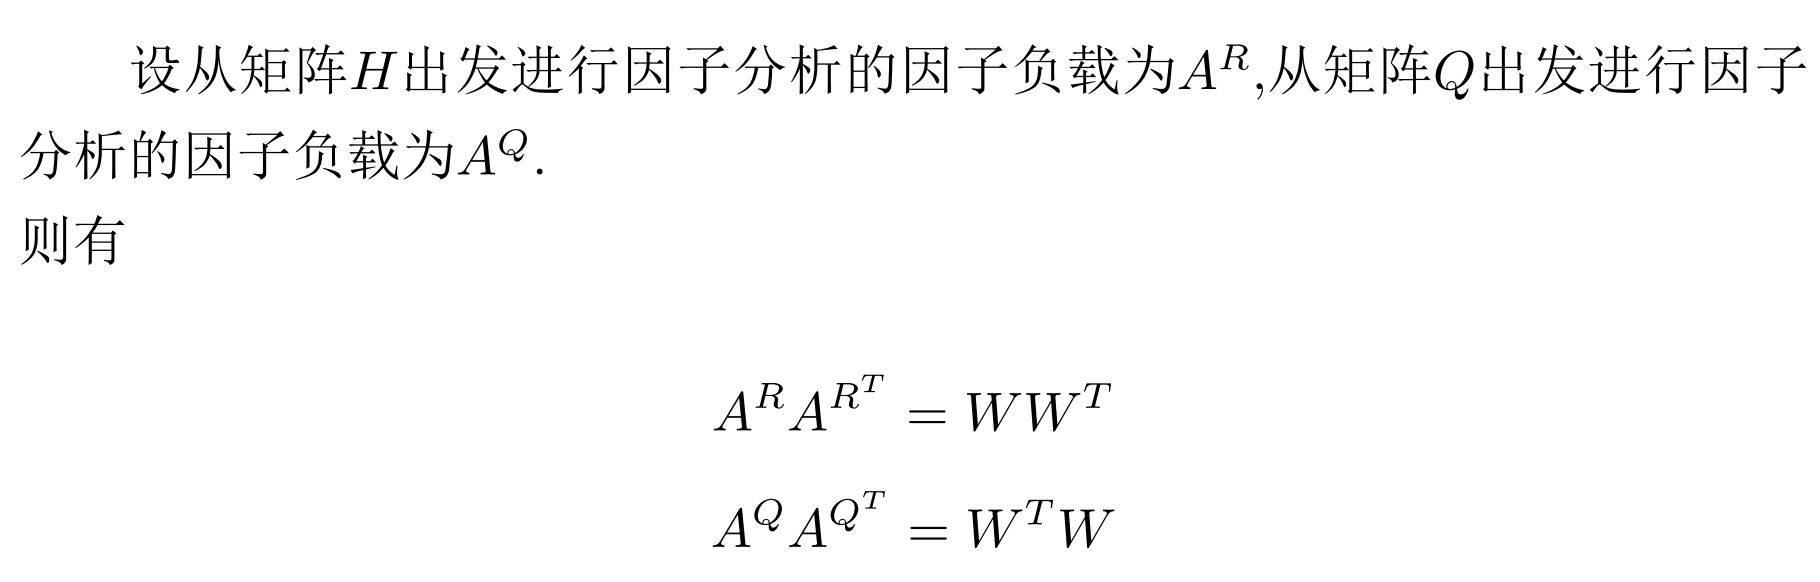 设从矩阵H出发进行因子分析的因子负载为A^R,从矩阵Q出发进行因子
分析的因子负载为A^Q.
则有
A^R A^{R^T} = WW^T
A^Q A^{Q^T} = W^T W